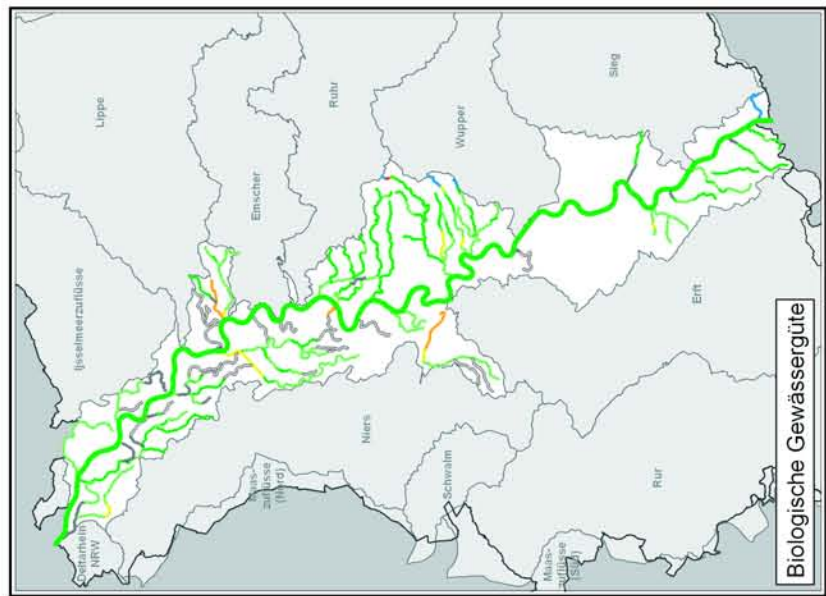 Biologische Gewässergüte
Deltarhein
NRW
Ijsselmeerzuflüsse
Lippe
Emscher
Ruhr
Wupper
Sieg
Erft
Niers
Schwalm
Rur
Maas-
zuflüsse
(Nord)
Maas-
zuflüsse
(Süd)